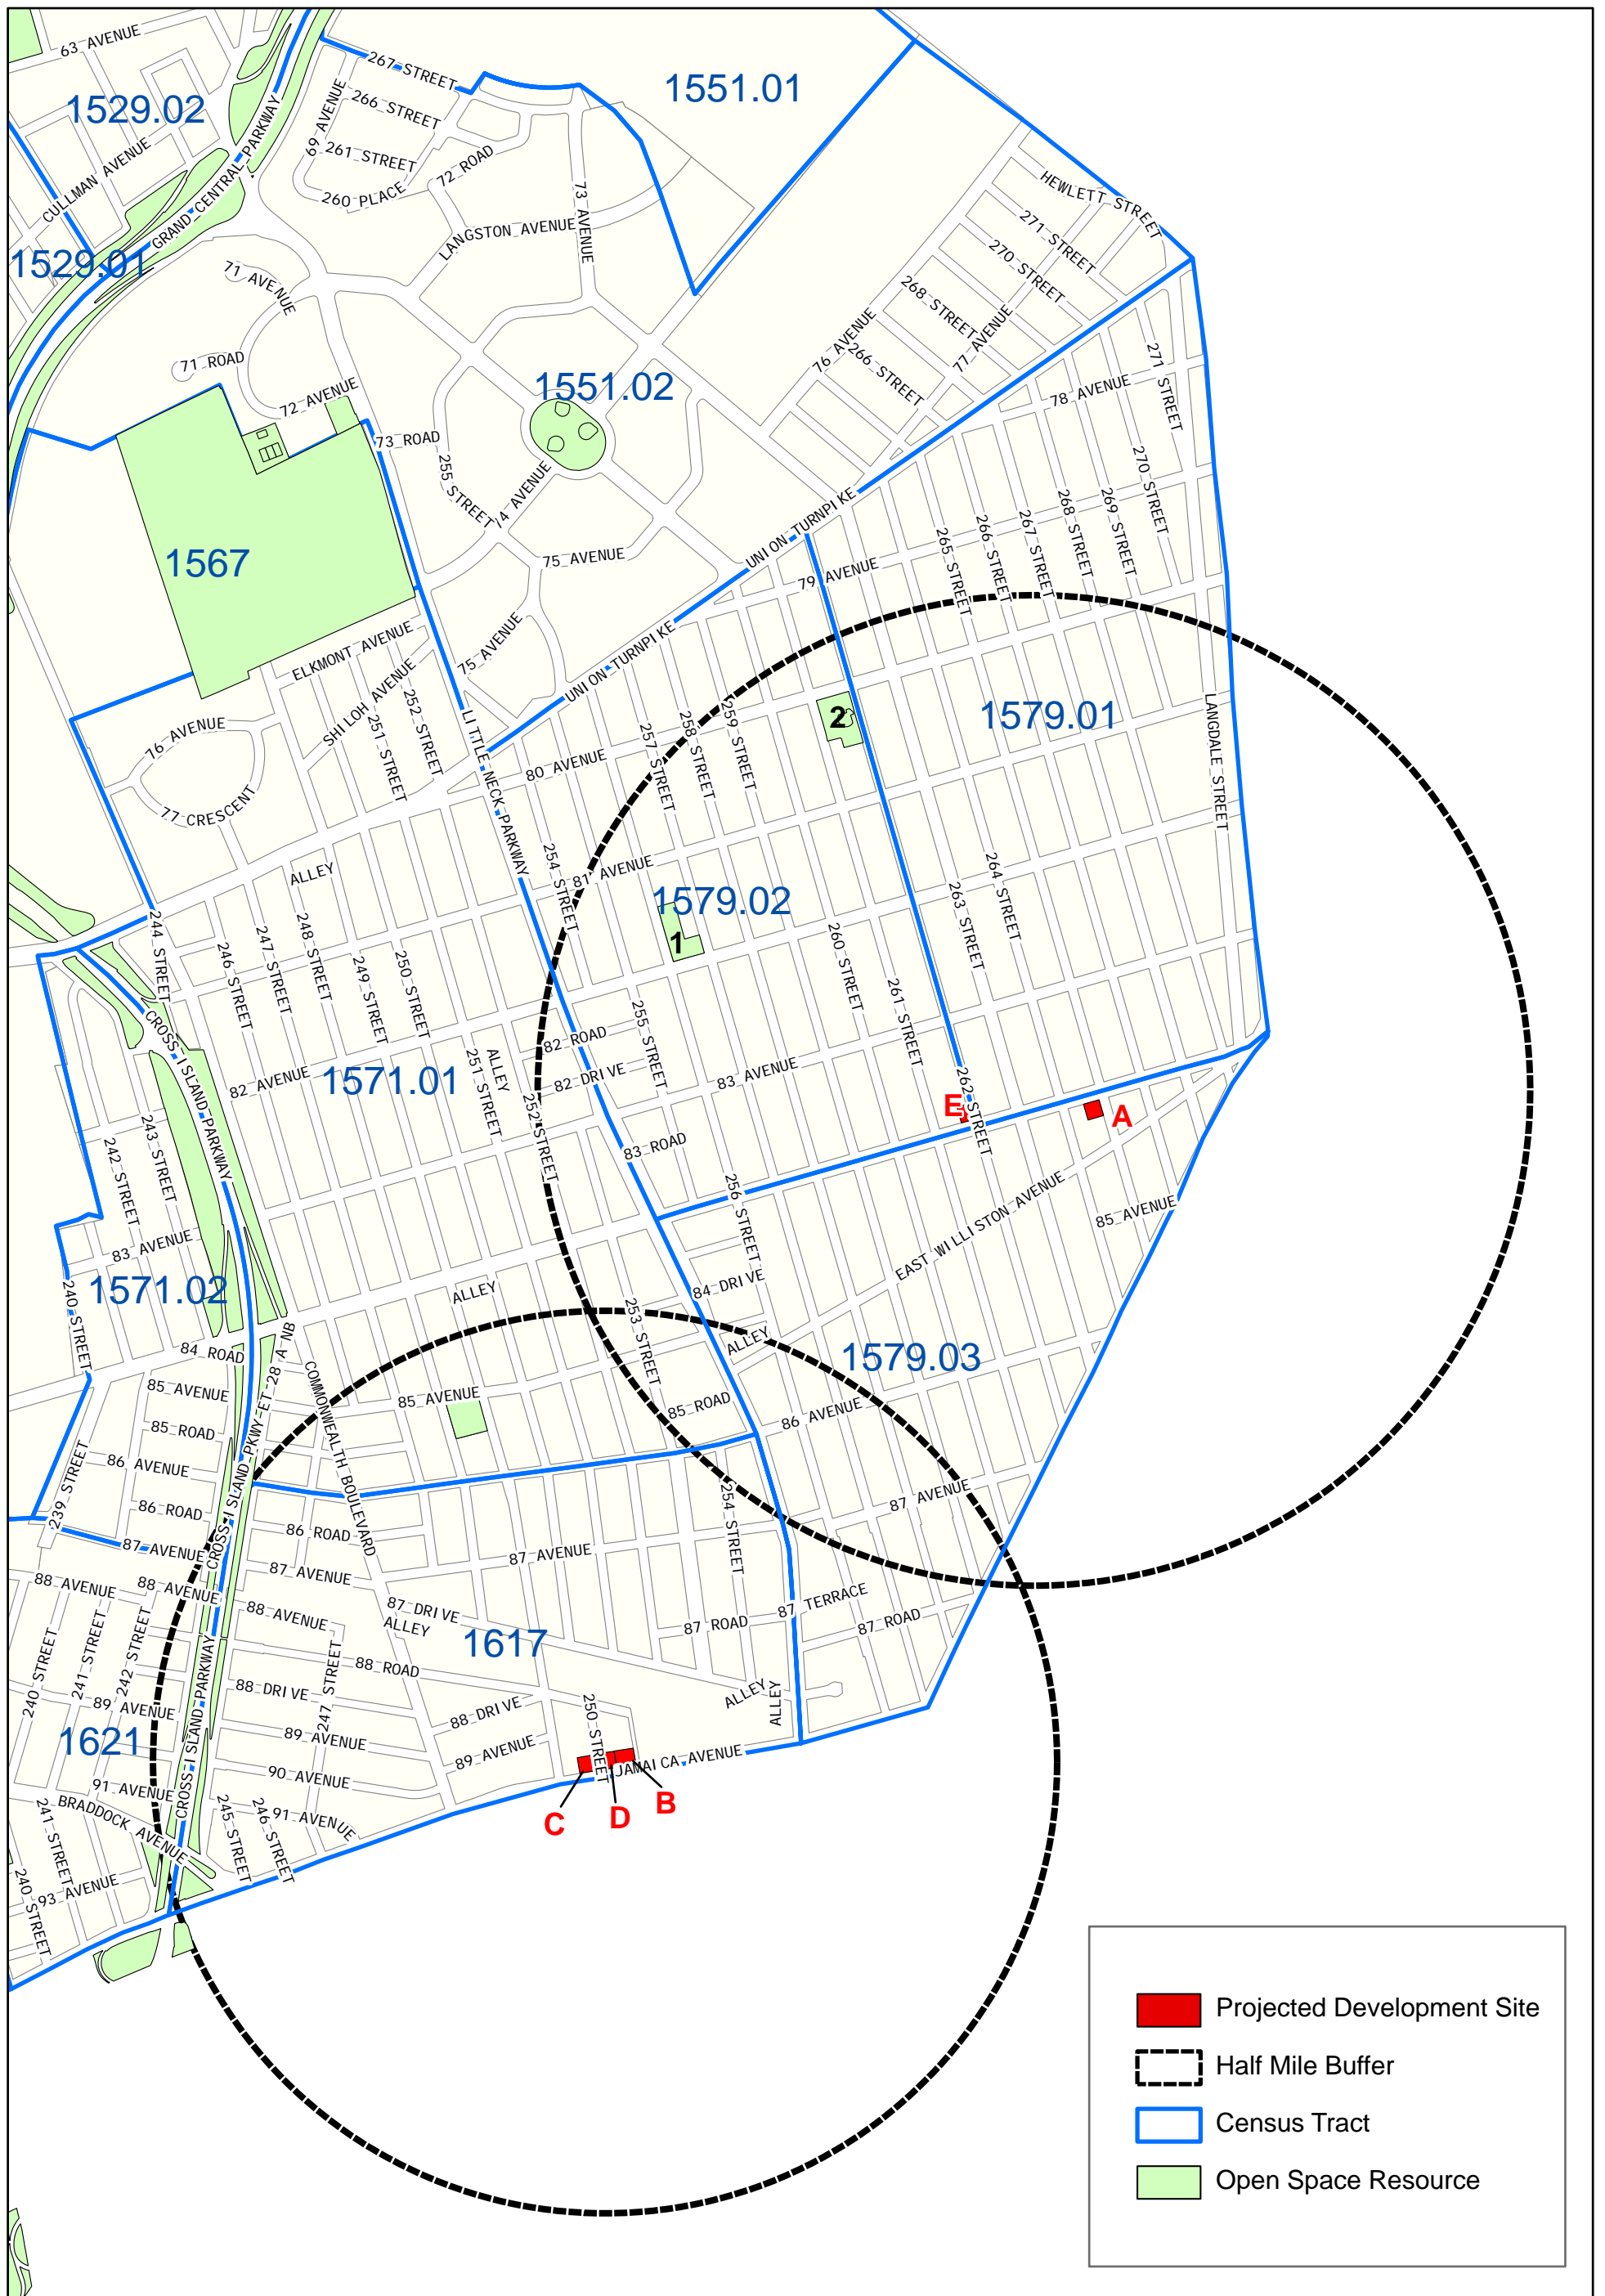 63 AVENUE
1529.02
CULLMAN AVENUE
1529.01
GRAND CENTRAL PARKWAY
267 STREET
266 STREET
69 AVENUE
261 STREET
260 PLACE
72 ROAD
73 AVENUE
LANGSTON AVENUE
1551.01
HEWLETT STREET
271 STREET
270 STREET
268 STREET
77 AVENUE
76 AVENUE
266 STREET
71 AVENUE
71 ROAD
72 AVENUE
73 ROAD
1551.02
255 STREET
74 AVENUE
75 AVENUE
75 AVENUE
UNION TURNPIKE
UNION TURNPIKE
1567
ELKMONT AVENUE
SHILOH AVENUE
252 STREET
251 STREET
76 AVENUE
77 CRESCENT
LITTLE NECK PARKWAY
271 STREET
78 AVENUE
270 STREET
269 STREET
268 STREET
267 STREET
266 STREET
265 STREET
79 AVENUE
2
1579.01
LANGDALE STREET
259 STREET
258 STREET
257 STREET
80 AVENUE
254 STREET
81 AVENUE
1579.02
1
264 STREET
263 STREET
260 STREET
261 STREET
ALLEY
244 STREET
246 STREET
247 STREET
248 STREET
249 STREET
250 STREET
251 STREET
ALLEY
82 ROAD
82 DRIVE
255 STREET
83 AVENUE
252 STREET
83 ROAD
CROSS ISLAND PARKWAY
82 AVENUE
1571.01
E
262 STREET
A
243 STREET
242 STREET
83 AVENUE
1571.02
240 STREET
256 STREET
EAST WILLISTON AVENUE
85 AVENUE
84 DRIVE
ALLEY
253 STREET
ALLEY
1579.03
84 ROAD
85 AVENUE
85 ROAD
86 AVENUE
86 ROAD
239 STREET
87 AVENUE
CROSS ISLAND PKWY ET 28 A NB
COMMONWEALTH BOULEVARD
85 AVENUE
85 ROAD
86 AVENUE
86 ROAD
87 AVENUE
87 AVENUE
254 STREET
87 AVENUE
88 AVENUE
88 AVENUE
88 AVENUE
87 DRIVE
ALLEY
1617
87 ROAD
87 TERRACE
87 ROAD
88 ROAD
240 STREET
241 STREET
242 STREET
247 STREET
88 DRIVE
88 DRIVE
89 AVENUE
89 AVENUE
89 AVENUE
ALLEY
ALLEY
250 STREET
1621
CROSS ISLAND PARKWAY
90 AVENUE
91 AVENUE
91 AVENUE
BRADDOCK AVENUE
JAMAICA AVENUE
C
D
B
241 STREET
245 STREET
246 STREET
240 STREET
93 AVENUE
Projected Development Site
Half Mile Buffer
Census Tract
Open Space Resource